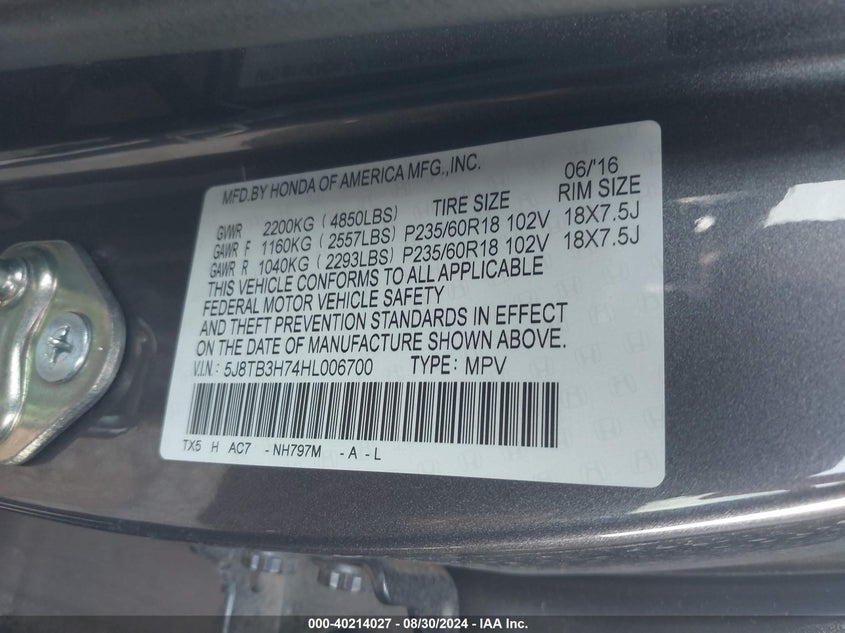 MFD.BY HONDA OF AMERICA MFG.,INC. 06/'16
TIRE SIZE RIM SIZE
GVWR 2200KG ( 4850LBS)
GAWR F 1160KG ( 2557LBS) P235/60R18 102V 18X7.5J
GAWR R 1040KG ( 2293LBS) P235/60R18 102V 18X7.5J
THIS VEHICLE CONFORMS TO ALL APPLICABLE
FEDERAL MOTOR VEHICLE SAFETY
AND THEFT PREVENTION STANDARDS IN EFFECT
ON THE DATE OF MANUFACTURE SHOWN ABOVE.
V.I.N.: 5J8TB3H74HL006700 TYPE: MPV
TX5 H AC7 -NH797M -A -L
000-40214027 - 08/30/2024 - IAA Inc.